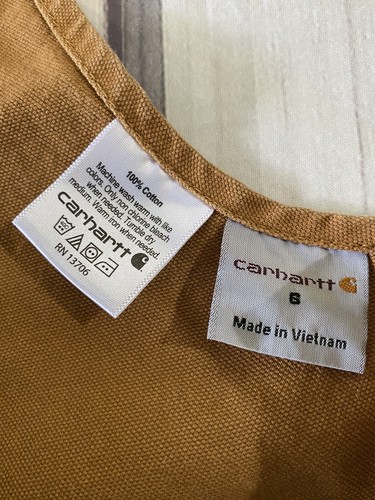 100% Cotton
Machine wash warm with like
colors. Only non chlorine bleach
when needed. Tumble dry
medium. Warm iron when needed.
carhartt
RN 13706
carhartt
6
Made in Vietnam